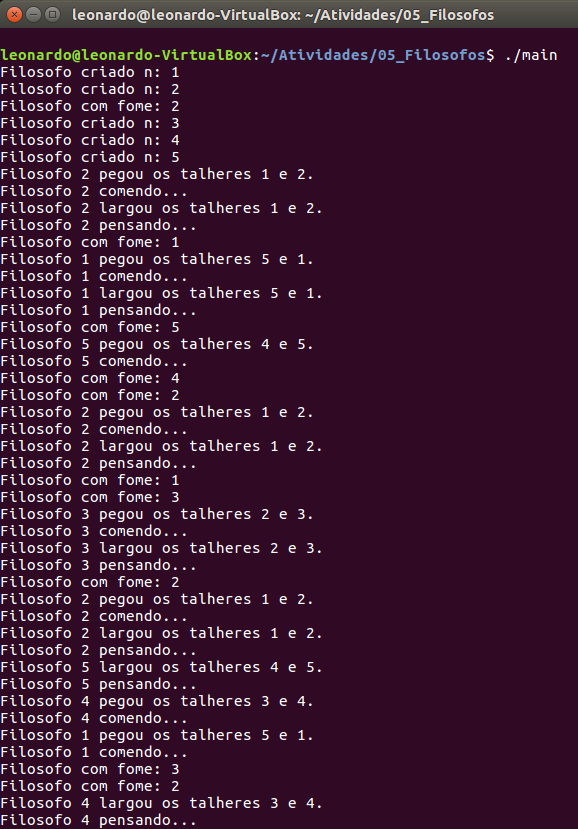 leonardo@leonardo-VirtualBox: ~/Atividades/05_Filosofos
leonardo@leonardo-VirtualBox:~/Atividades/05_Filosofos$ ./main
Filosofo criado n: 1
Filosofo criado n: 2
Filosofo com fome: 2
Filosofo criado n: 3
Filosofo criado n: 4
Filosofo criado n: 5
Filosofo 2 pegou os talheres 1 e 2.
Filosofo 2 comendo...
Filosofo 2 largou os talheres 1 e 2.
Filosofo 2 pensando...
Filosofo com fome: 1
Filosofo 1 pegou os talheres 5 e 1.
Filosofo 1 comendo...
Filosofo 1 largou os talheres 5 e 1.
Filosofo 1 pensando...
Filosofo com fome: 5
Filosofo 5 pegou os talheres 4 e 5.
Filosofo 5 comendo...
Filosofo com fome: 4
Filosofo com fome: 2
Filosofo 2 pegou os talheres 1 e 2.
Filosofo 2 comendo...
Filosofo 2 largou os talheres 1 e 2.
Filosofo 2 pensando...
Filosofo com fome: 1
Filosofo com fome: 3
Filosofo 3 pegou os talheres 2 e 3.
Filosofo 3 comendo...
Filosofo 3 largou os talheres 2 e 3.
Filosofo 3 pensando...
Filosofo com fome: 2
Filosofo 2 pegou os talheres 1 e 2.
Filosofo 2 comendo...
Filosofo 2 largou os talheres 1 e 2.
Filosofo 2 pensando...
Filosofo 5 largou os talheres 4 e 5.
Filosofo 5 pensando...
Filosofo 4 pegou os talheres 3 e 4.
Filosofo 4 comendo...
Filosofo 1 pegou os talheres 5 e 1.
Filosofo 1 comendo...
Filosofo com fome: 3
Filosofo com fome: 2
Filosofo 4 largou os talheres 3 e 4.
Filosofo 4 pensando...